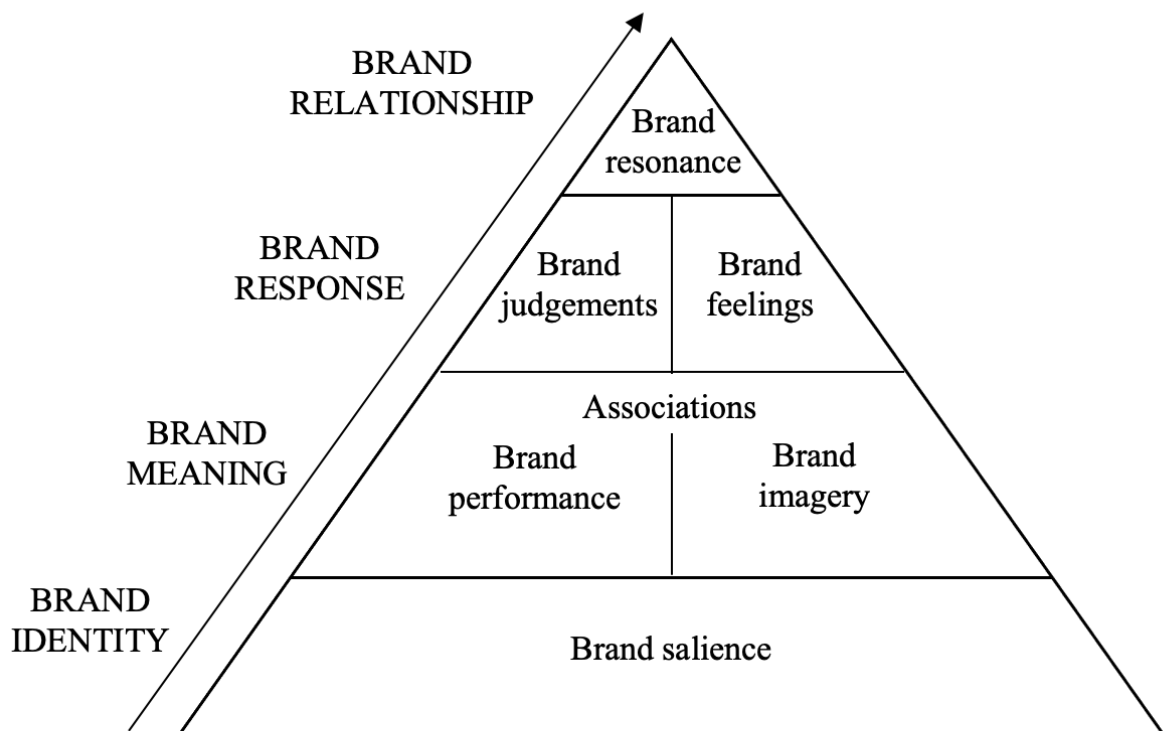 BRAND
RELATIONSHIP
Brand
resonance
BRAND
RESPONSE
Brand
judgements
Brand
feelings
Associations
BRAND
MEANING
Brand
performance
Brand
imagery
BRAND
IDENTITY
Brand salience